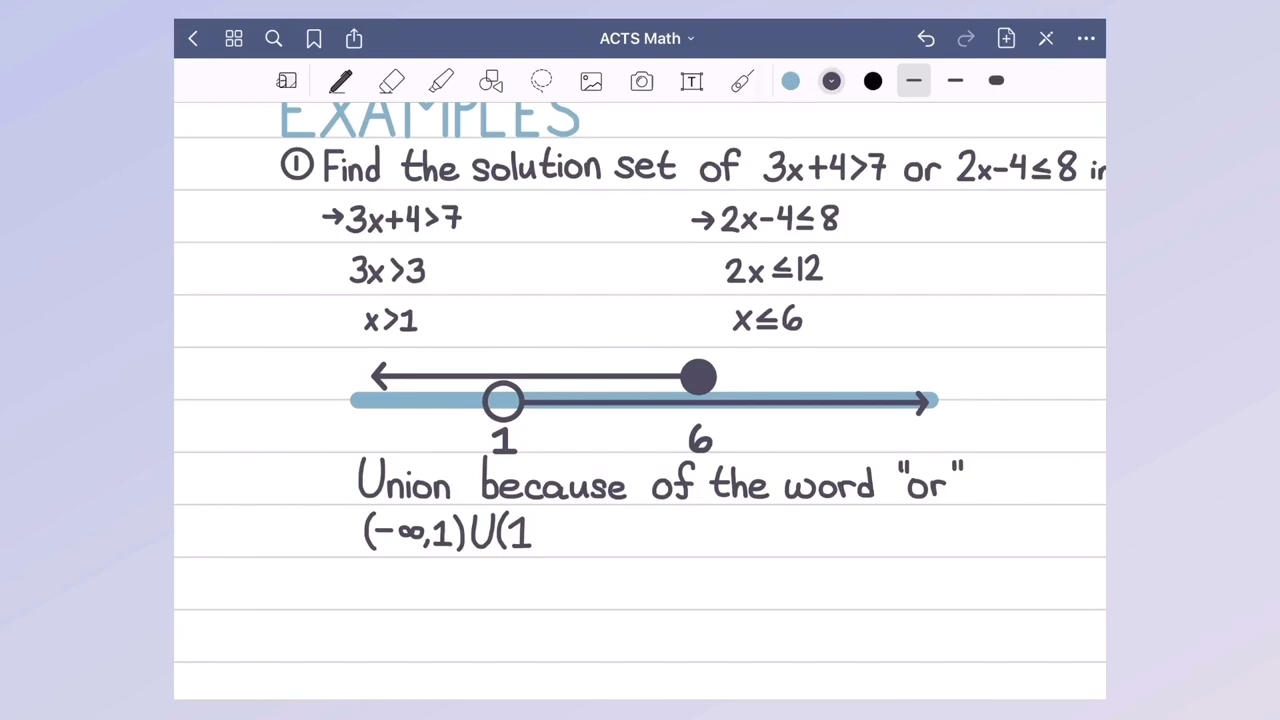 ACTS Math
T
EXAMPLES
① Find the solution set of 3x+4>7 or 2x-4≤8 in
→3x+4>7 →2x-4≤8
3x>3 2x≤12
x>1 x≤6
1 6
Union because of the word "or"
(-∞,1)U(1